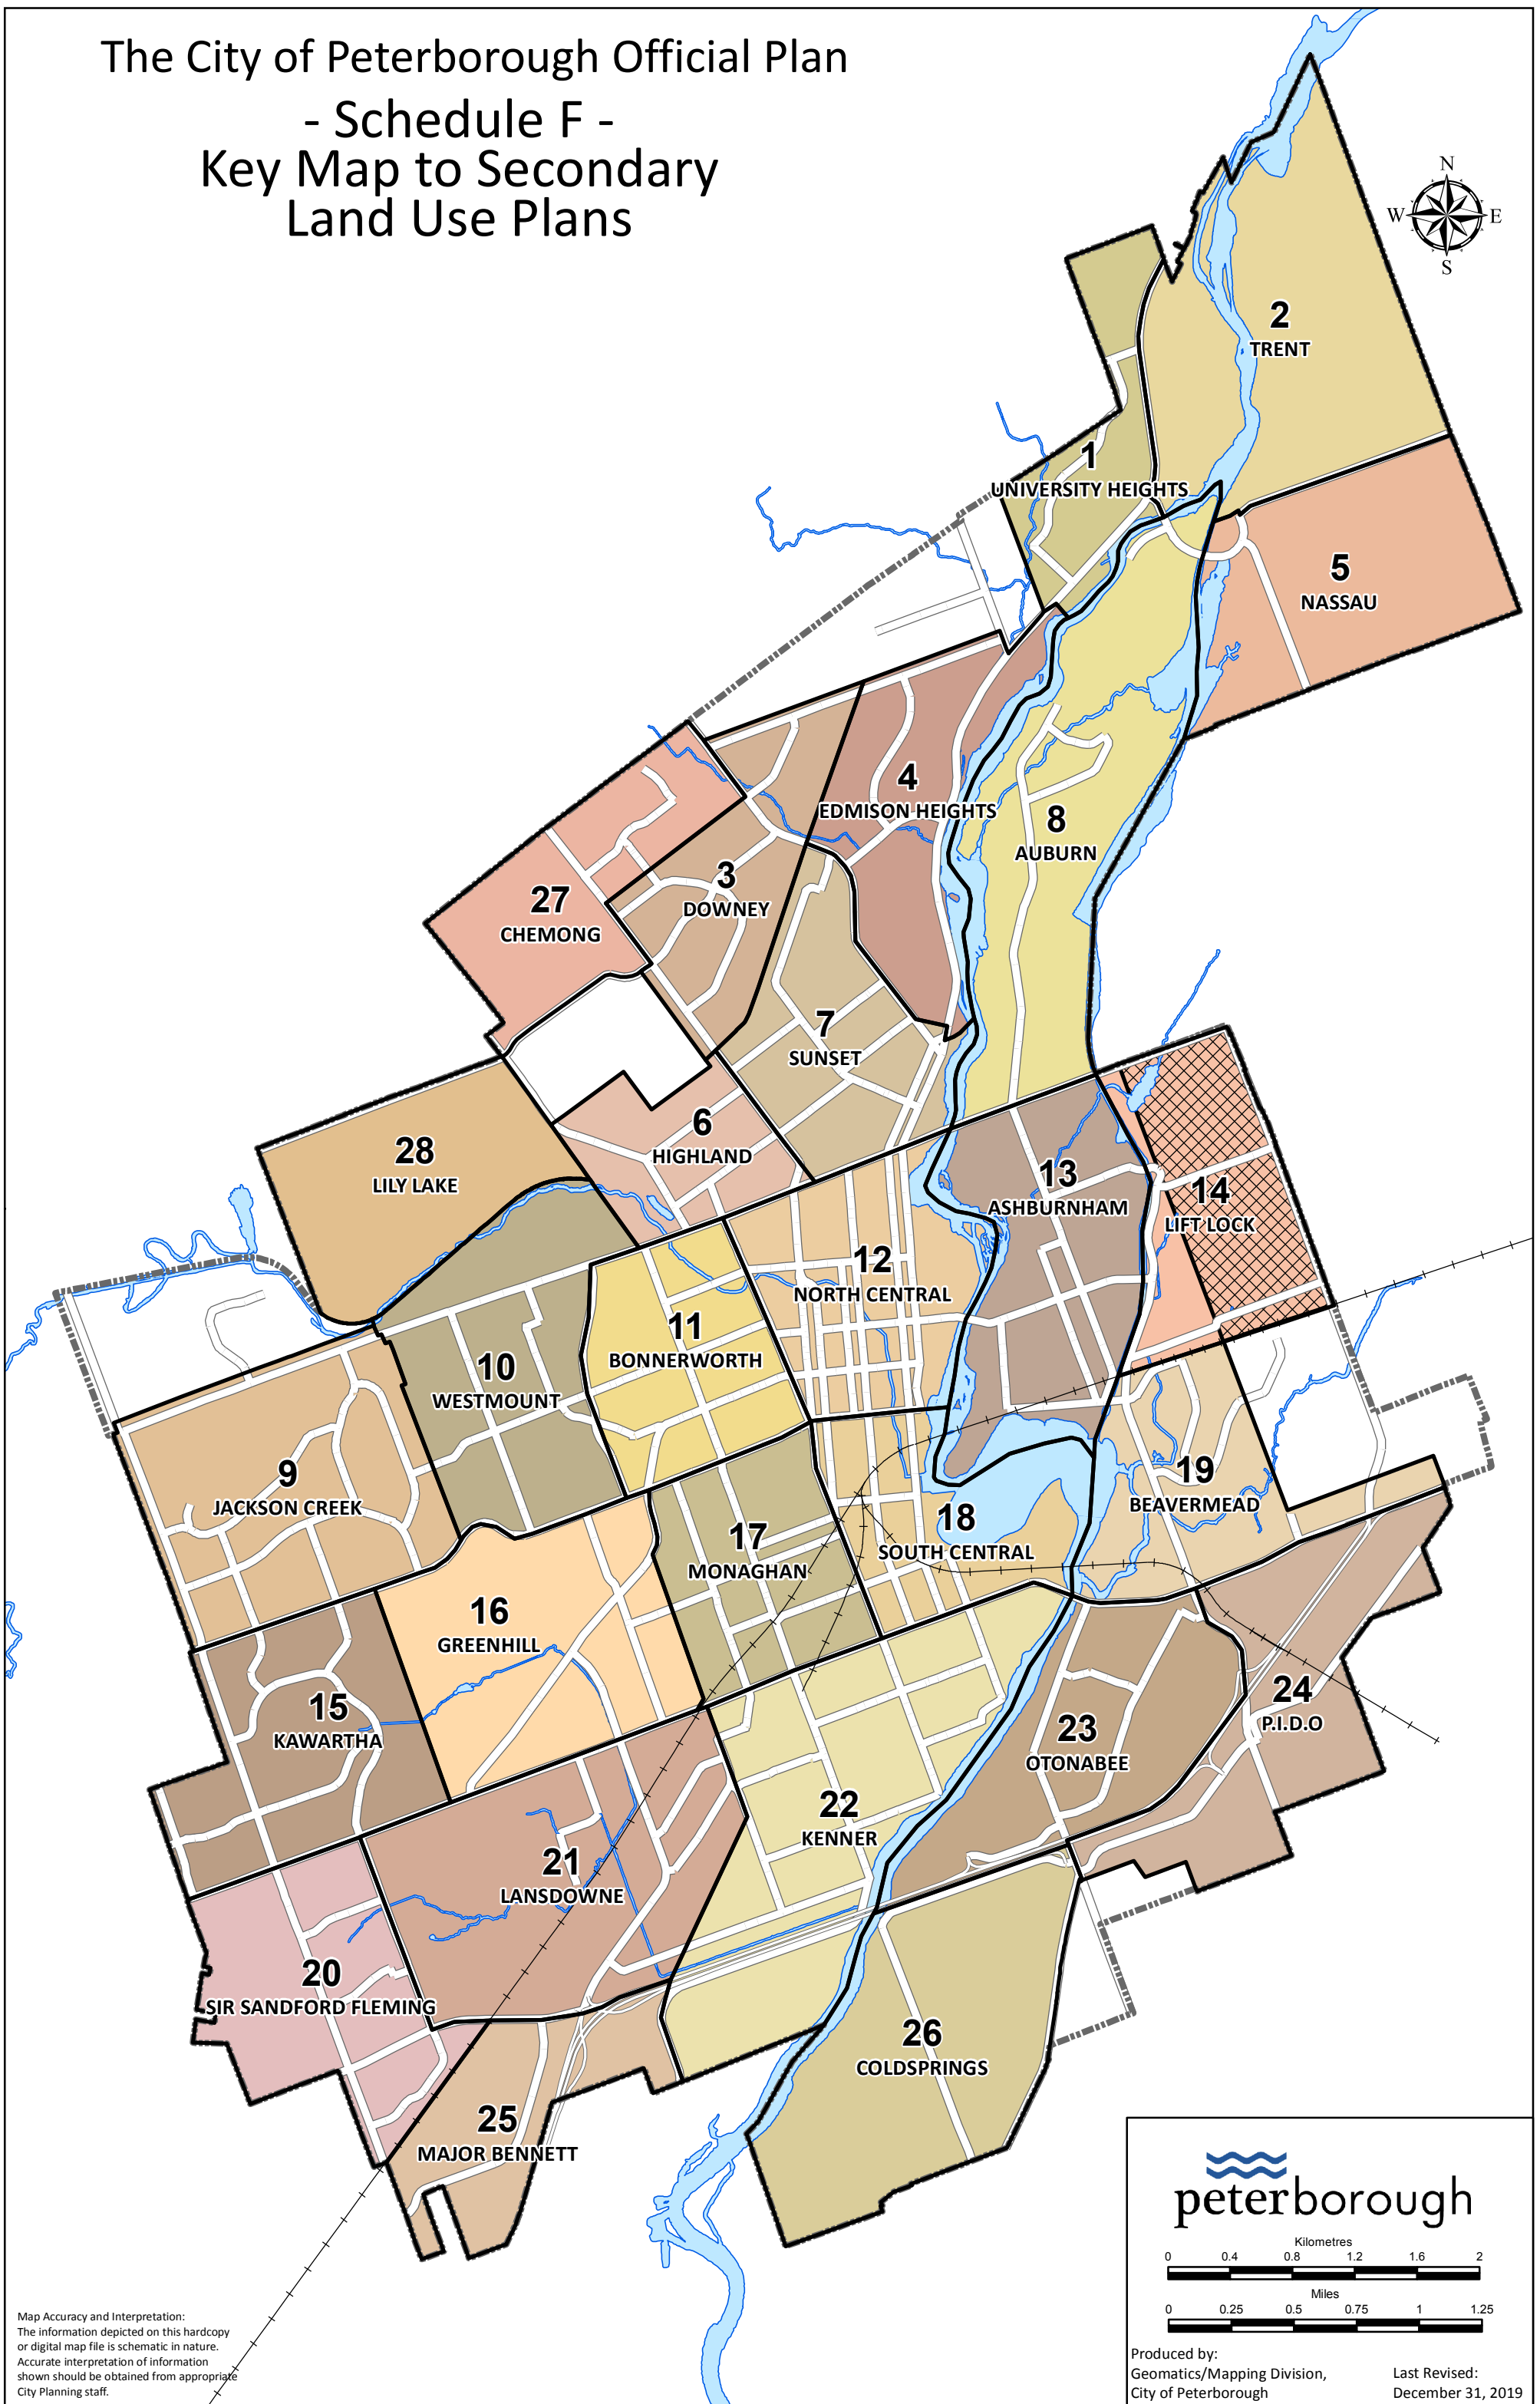 The City of Peterborough Official Plan
- Schedule F -
Key Map to Secondary
Land Use Plans
N
W E
S
2
TRENT
1
UNIVERSITY HEIGHTS
5
NASSAU
4
EDMISON HEIGHTS
8
AUBURN
3
DOWNEY
27
CHEMONG
7
SUNSET
6
HIGHLAND
28
LILY LAKE
13
ASHBURNHAM
14
LIFT LOCK
12
NORTH CENTRAL
11
BONNERWORTH
10
WESTMOUNT
9
JACKSON CREEK
19
BEAVERMEAD
18
SOUTH CENTRAL
17
MONAGHAN
16
GREENHILL
15
KAWARTHA
24
P.I.D.O
23
OTONABEE
22
KENNER
21
LANSDOWNE
20
SIR SANDFORD FLEMING
26
COLDSPRINGS
25
MAJOR BENNETT
peterborough
Kilometres
0 0.4 0.8 1.2 1.6 2
Miles
0 0.25 0.5 0.75 1 1.25
Produced by:
Geomatics/Mapping Division,
City of Peterborough
Last Revised:
December 31, 2019
Map Accuracy and Interpretation:
The information depicted on this hardcopy
or digital map file is schematic in nature.
Accurate interpretation of information
shown should be obtained from appropriate
City Planning staff.